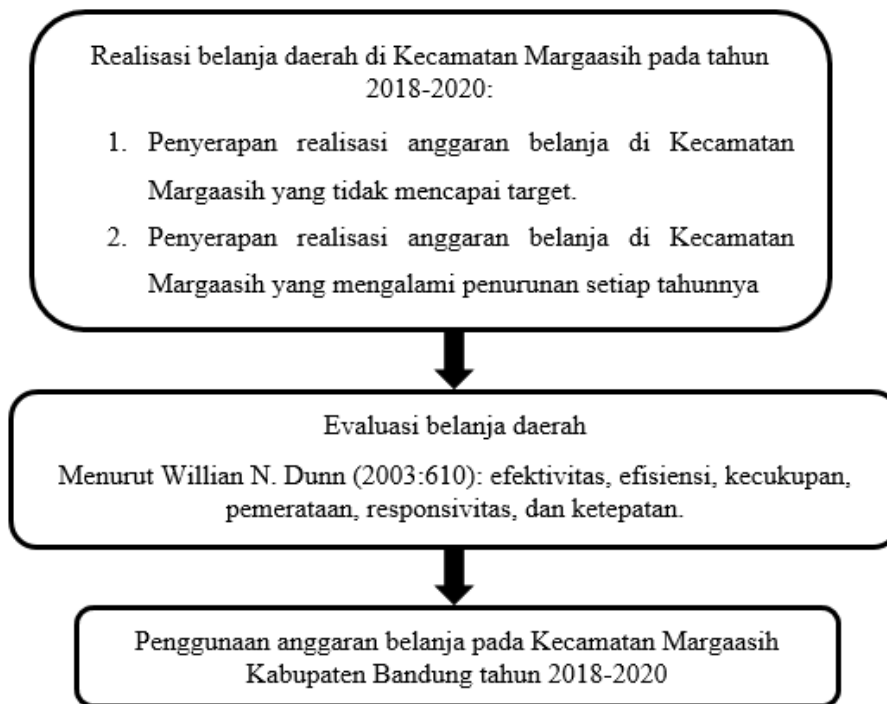 Realisasi belanja daerah di Kecamatan Margaasih pada tahun
2018-2020:
1. Penyerapan realisasi anggaran belanja di Kecamatan
Margaasih yang tidak mencapai target.
2. Penyerapan realisasi anggaran belanja di Kecamatan
Margaasih yang mengalami penurunan setiap tahunnya
Evaluasi belanja daerah
Menurut Willian N. Dunn (2003:610): efektivitas, efisiensi, kecukupan,
pemerataan, responsivitas, dan ketepatan.
Penggunaan anggaran belanja pada Kecamatan Margaasih
Kabupaten Bandung tahun 2018-2020